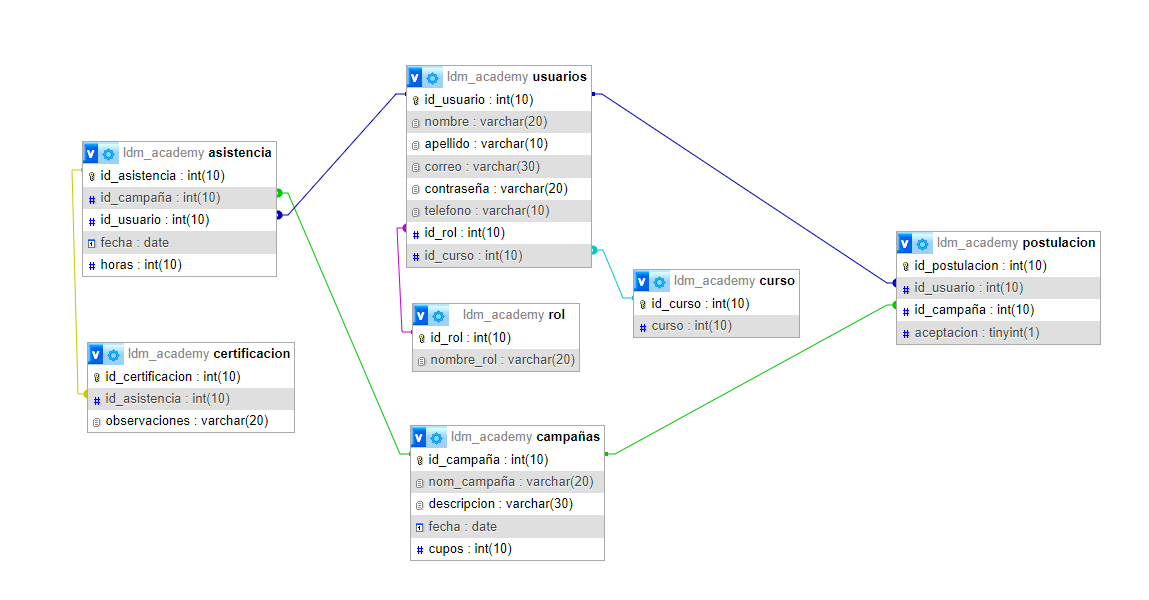 ldm_academy usuarios
id_usuario : int(10)
nombre : varchar(20)
apellido : varchar(10)
correo : varchar(30)
contraseña : varchar(20)
telefono : varchar(10)
id_rol : int(10)
id_curso : int(10)
ldm_academy asistencia
id_asistencia : int(10)
id_campaña : int(10)
id_usuario : int(10)
fecha : date
horas : int(10)
ldm_academy postulacion
id_postulacion : int(10)
id_usuario : int(10)
id_campaña : int(10)
aceptacion : tinyint(1)
ldm_academy curso
id_curso : int(10)
curso : int(10)
ldm_academy rol
id_rol : int(10)
nombre_rol : varchar(20)
ldm_academy certificacion
id_certificacion : int(10)
id_asistencia : int(10)
observaciones : varchar(20)
ldm_academy campañas
id_campaña : int(10)
nom_campaña : varchar(20)
descripcion : varchar(30)
fecha : date
cupos : int(10)